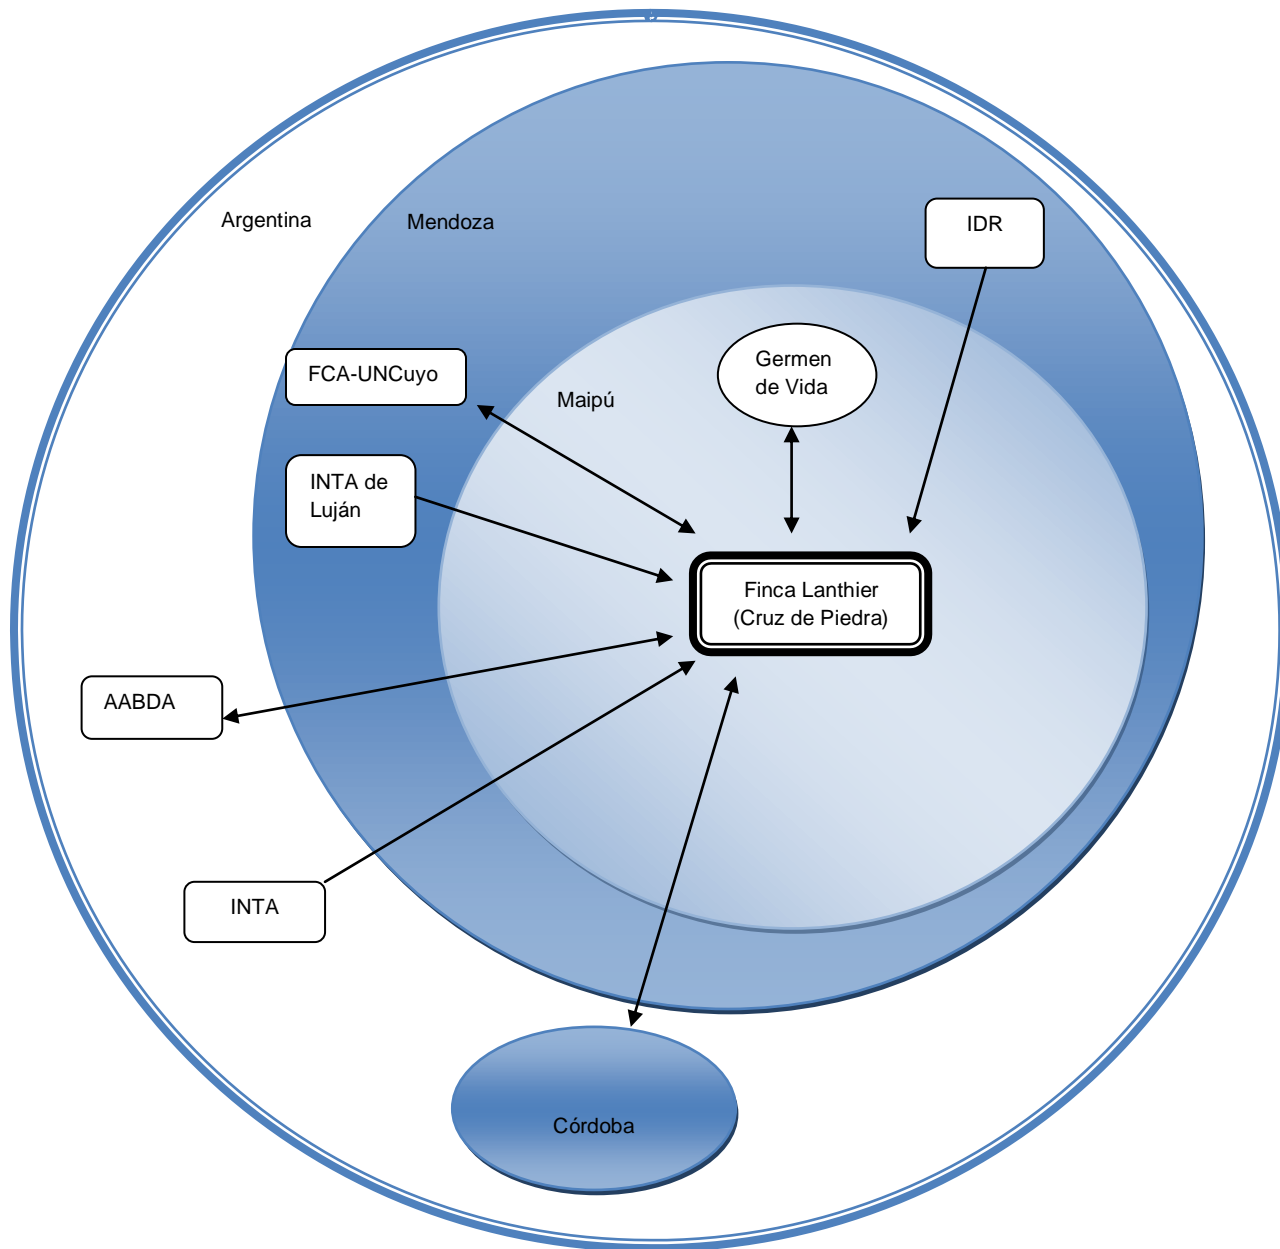 Argentina
Mendoza
IDR
Germen
de Vida
FCA-UNCuyo
Maipú
INTA de
Luján
Finca Lanthier
(Cruz de Piedra)
AABDA
INTA
Córdoba